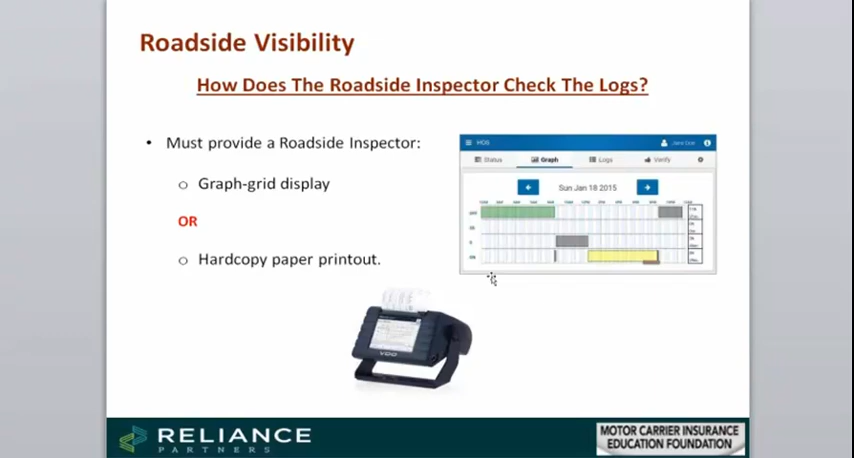 Roadside Visibility
How Does The Roadside Inspector Check The Logs?
• Must provide a Roadside Inspector:
o Graph-grid display
OR
o Hardcopy paper printout.
HOS
Status Graph Logs Verify
Sun Jan 18 2015
VDO
RELIANCE
PARTNERS
MOTOR CARRIER INSURANCE
EDUCATION FOUNDATION